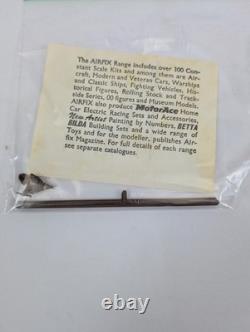 The AIRFIX Range includes over 300 Con-
stant Scale Kits and among them are Air-
craft, Modern and Veteran Cars, Warships
and Classic Ships, Fighting Vehicles, His-
torical Figures, Rolling Stock and Track-
side Series, 00 figures and Museum Models.
AIRFIX also produce MotorAce Home
Car Electric Racing Sets and Accessories,
New Artist Painting by Numbers, BETTA
BILDA Building Sets and a wide range of
Toys and for the modeller, publishes Air-
fix Magazine. For full details of each range
see separate catalogues.